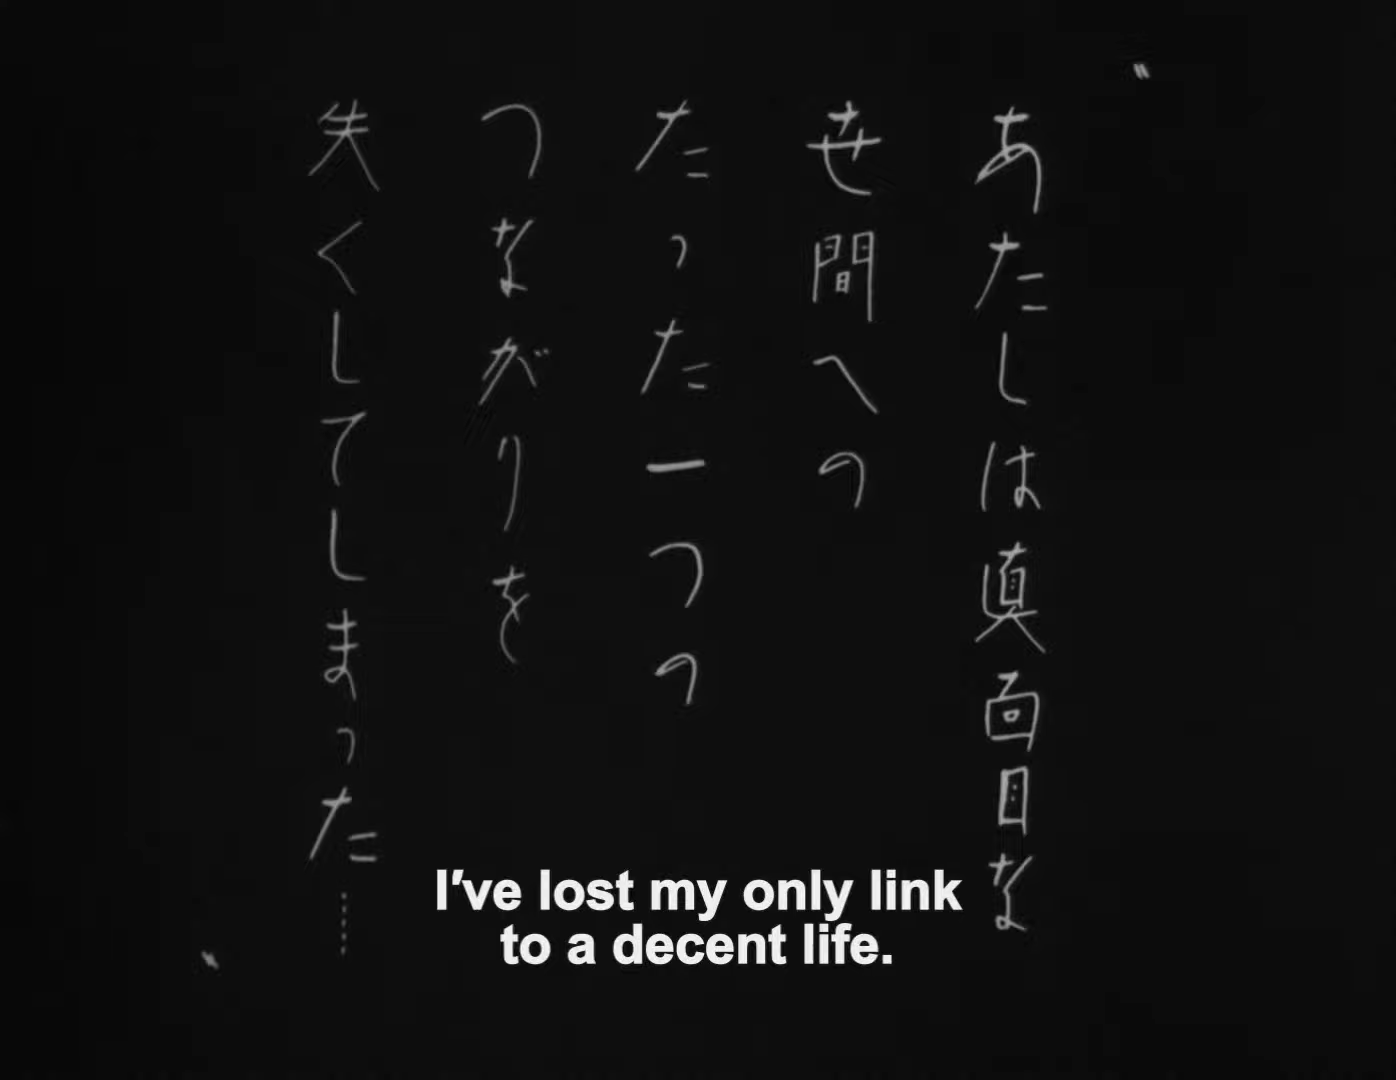 〝あたしは真面目な
世間への
たったーつの
つながりを
失くしてしまった……〟
I've lost my only link
to a decent life.